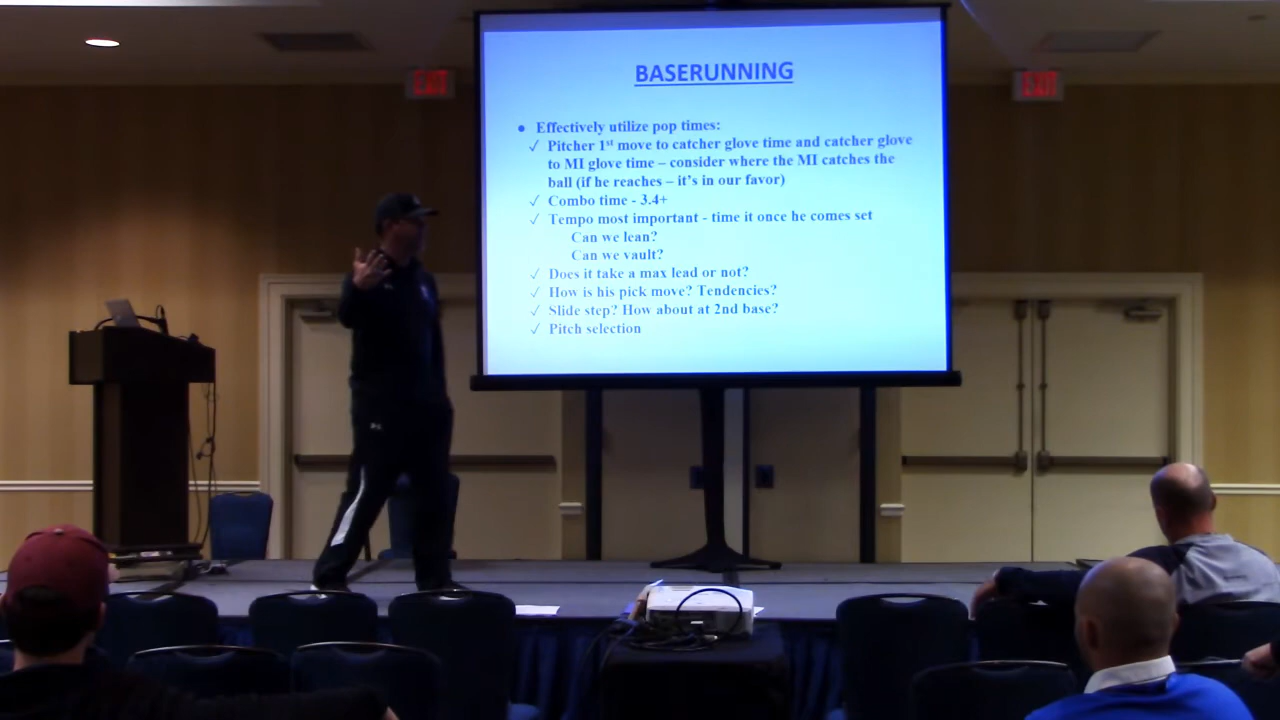 EXIT
EXIT
BASERUNNING
● Effectively utilize pop times:
✓ Pitcher 1st move to catcher glove time and catcher glove
to MI glove time – consider where the MI catches the
ball (if he reaches – it's in our favor)
✓ Combo time - 3.4+
✓ Tempo most important - time it once he comes set
Can we lean?
Can we vault?
✓ Does it take a max lead or not?
✓ How is his pick move? Tendencies?
✓ Slide step? How about at 2nd base?
✓ Pitch selection